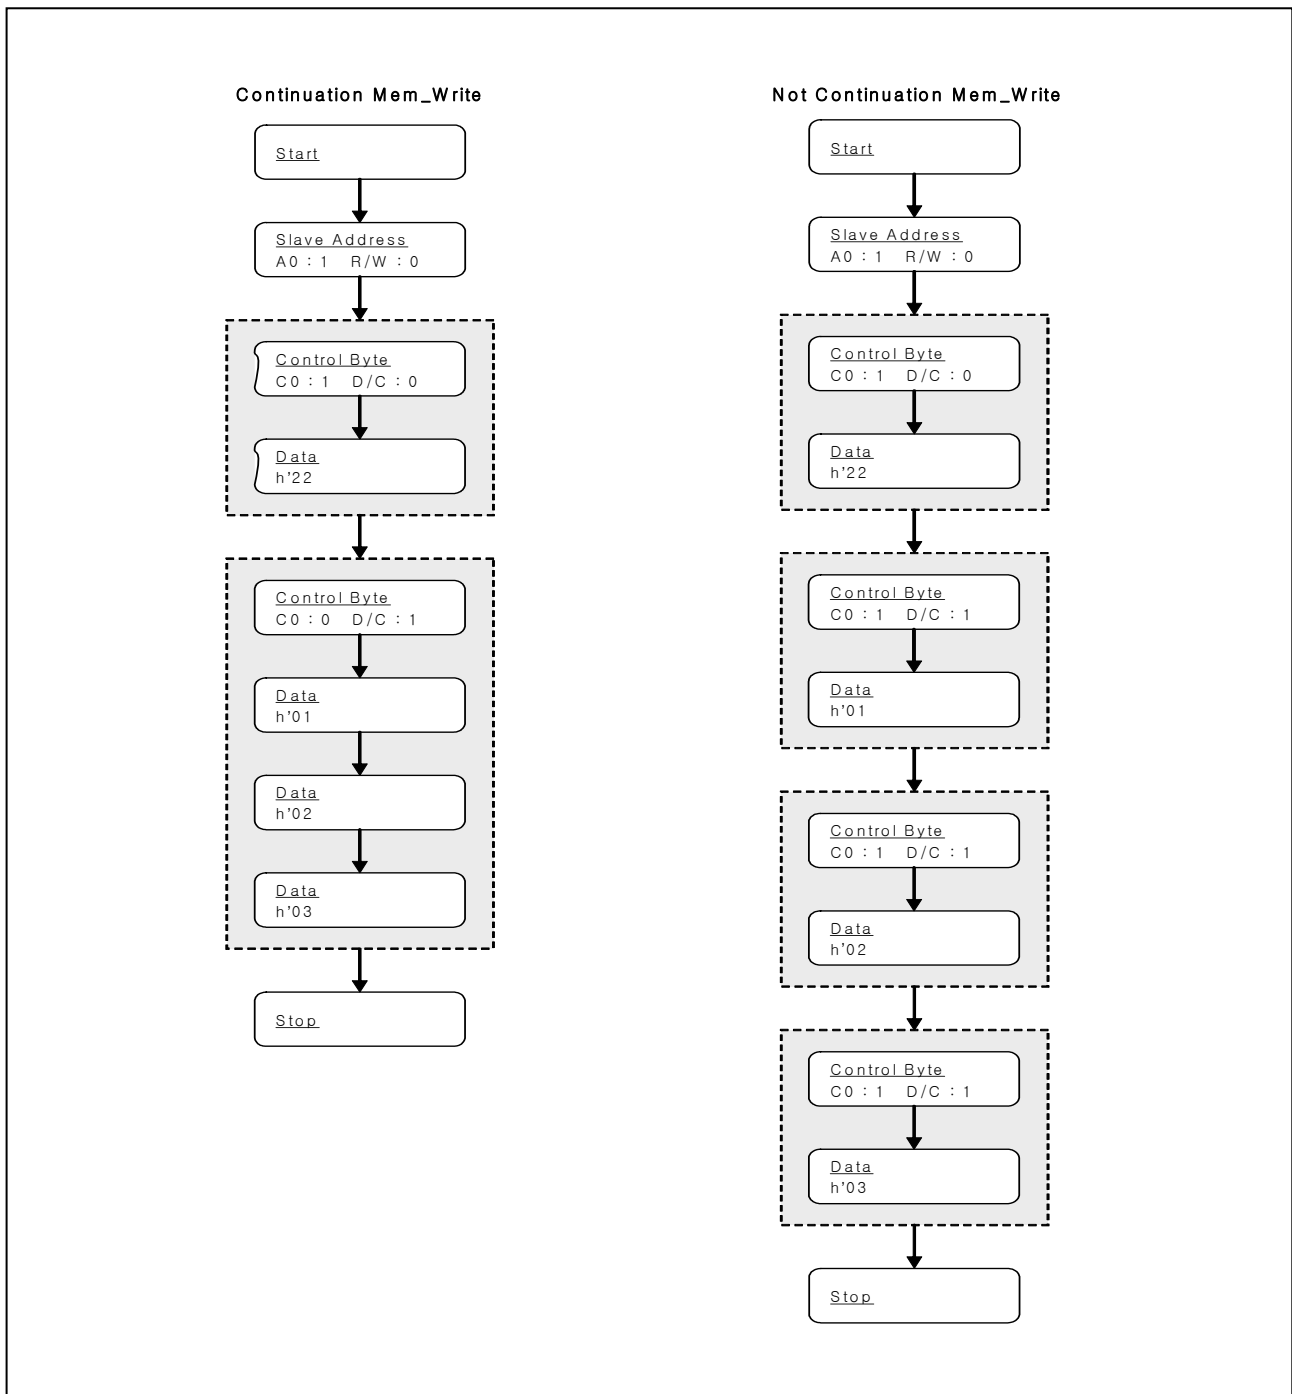 Continuation Mem_Write
Start
Slave Address
A0 : 1 R/W : 0
Control Byte
C0 : 1 D/C : 0
Data
h'22
Control Byte
C0 : 0 D/C : 1
Data
h'01
Data
h'02
Data
h'03
Stop
Not Continuation Mem_Write
Start
Slave Address
A0 : 1 R/W : 0
Control Byte
C0 : 1 D/C : 0
Data
h'22
Control Byte
C0 : 1 D/C : 1
Data
h'01
Control Byte
C0 : 1 D/C : 1
Data
h'02
Control Byte
C0 : 1 D/C : 1
Data
h'03
Stop